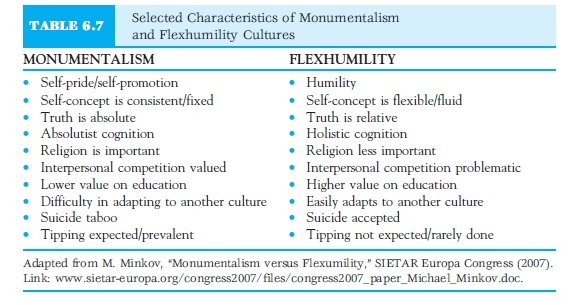 TABLE 6.7
Selected Characteristics of Monumentalism
and Flexhumility Cultures
MONUMENTALISM
• Self-pride/self-promotion
• Self-concept is consistent/fixed
• Truth is absolute
• Absolutist cognition
• Religion is important
• Interpersonal competition valued
• Lower value on education
• Difficulty in adapting to another culture
• Suicide taboo
• Tipping expected/prevalent
FLEXHUMILITY
• Humility
• Self-concept is flexible/fluid
• Truth is relative
• Holistic cognition
• Religion less important
• Interpersonal competition problematic
• Higher value on education
• Easily adapts to another culture
• Suicide accepted
• Tipping not expected/rarely done
Adapted from M. Minkov, “Monumentalism versus Flexumility,” SIETAR Europa Congress (2007).
Link: www.sietar-europa.org/congress2007/files/congress2007_paper_Michael_Minkov.doc.